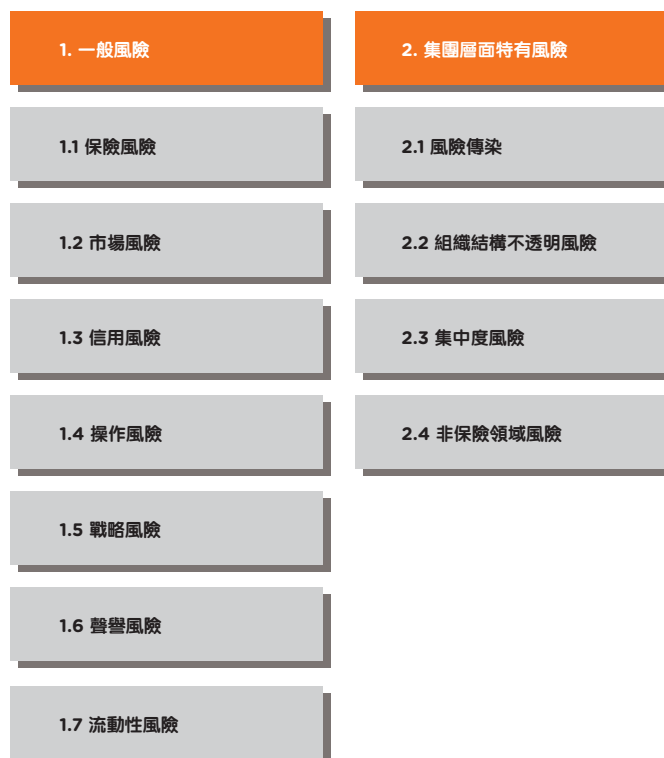 1. 一般風險
1.1 保險風險
1.2 市場風險
1.3 信用風險
1.4 操作風險
1.5 戰略風險
1.6 聲譽風險
1.7 流動性風險
2. 集團層面特有風險
2.1 風險傳染
2.2 組織結構不透明風險
2.3 集中度風險
2.4 非保險領域風險